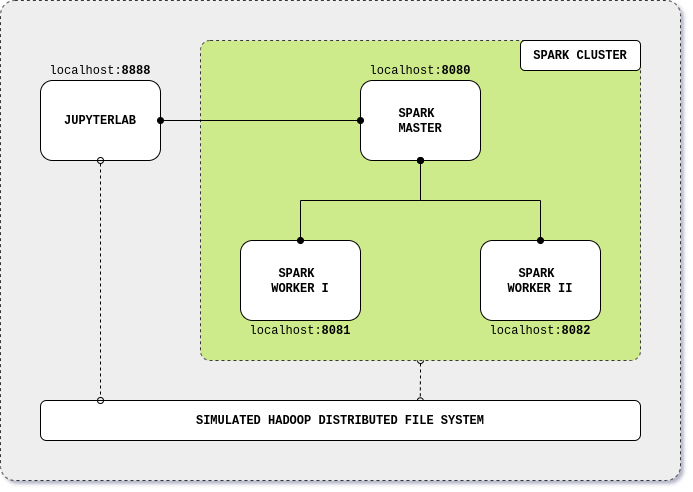 SPARK CLUSTER
localhost:8888
localhost:8080
JUPYTERLAB
SPARK
MASTER
SPARK
WORKER I
SPARK
WORKER II
localhost:8081
localhost:8082
SIMULATED HADOOP DISTRIBUTED FILE SYSTEM